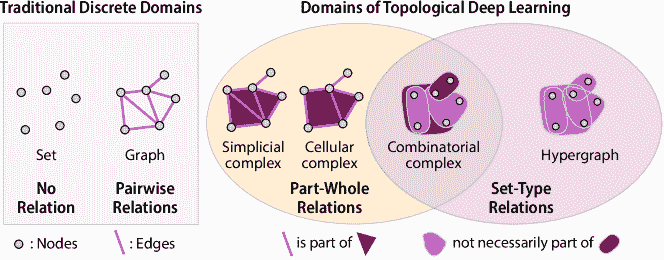 Traditional Discrete Domains
Domains of Topological Deep Learning
Set
Graph
No
Relation
Pairwise
Relations
Simplicial
complex
Cellular
complex
Combinatorial
complex
Hypergraph
Part-Whole
Relations
Set-Type
Relations
: Nodes
: Edges
is part of
not necessarily part of